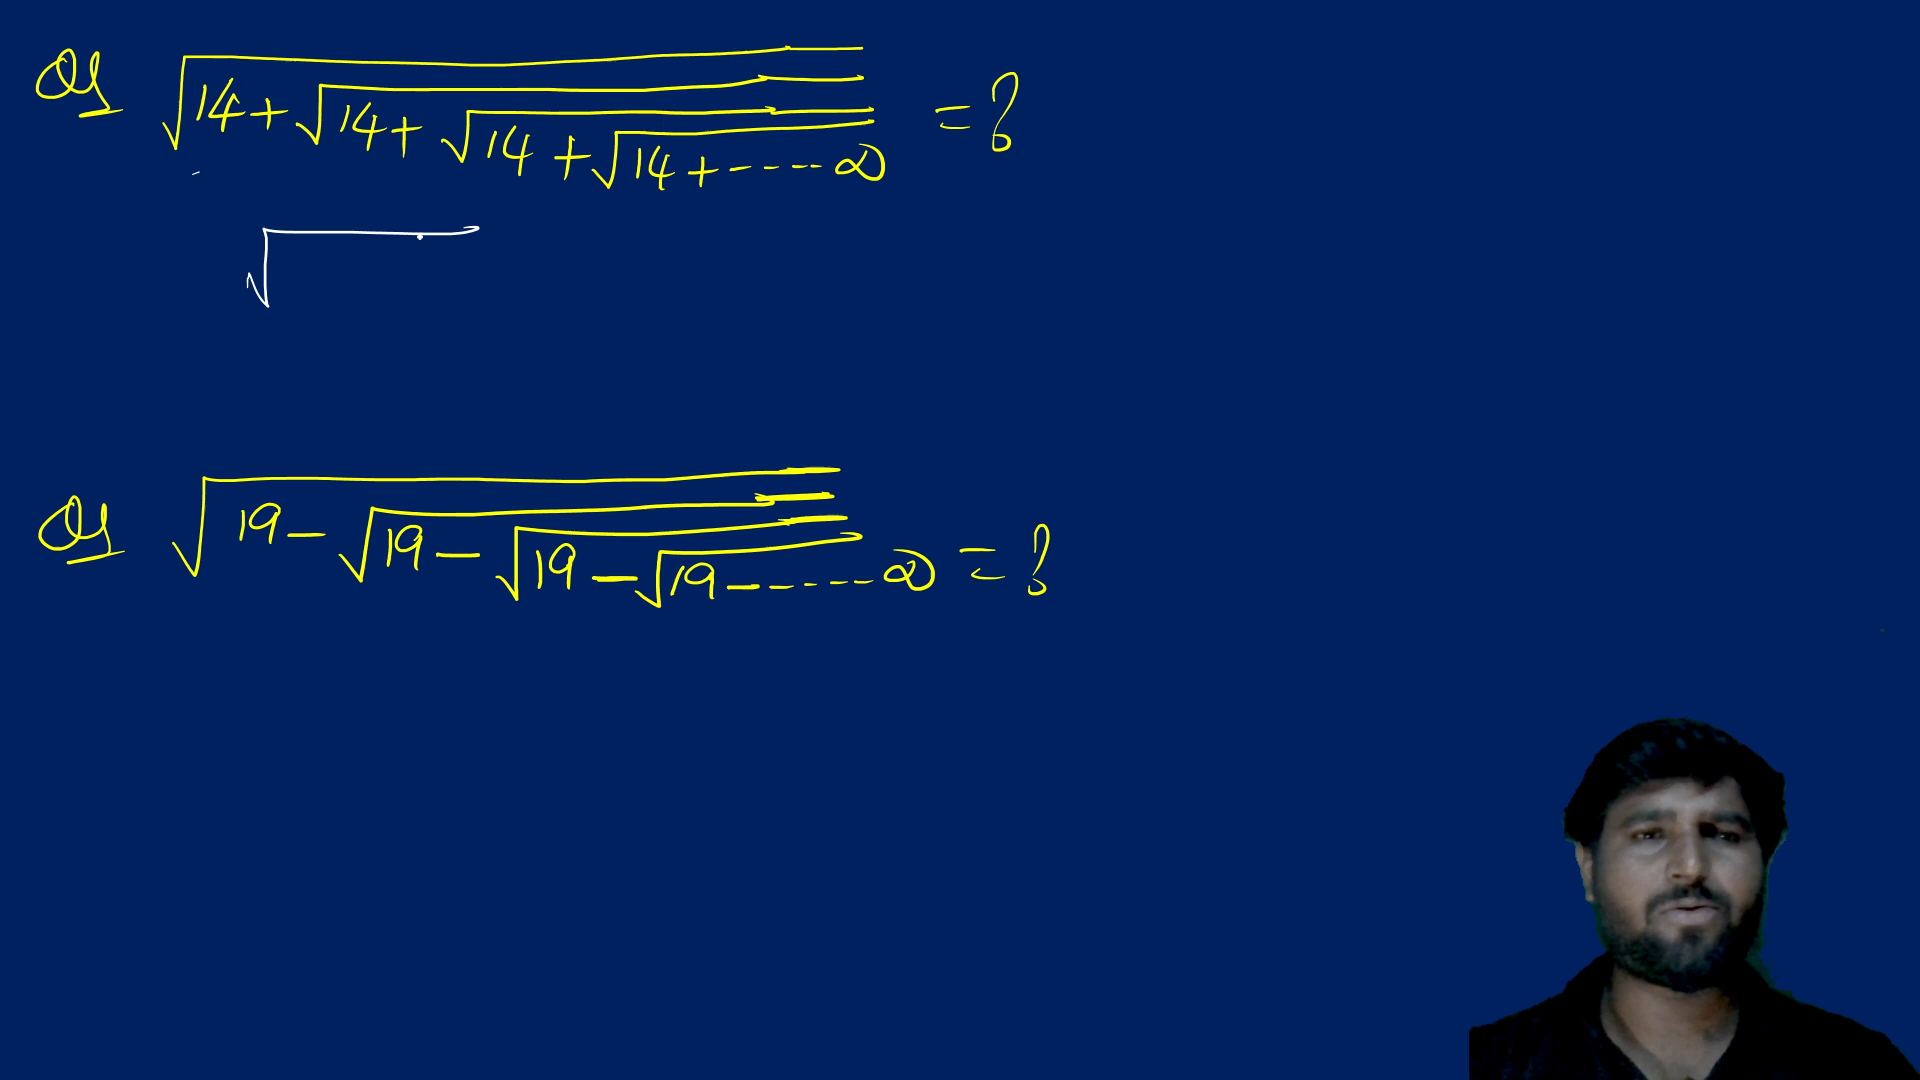 Q √14+√14+√14+√14+-----∞ = ?
√
Q √19-√19-√19-√19------∞ = ?